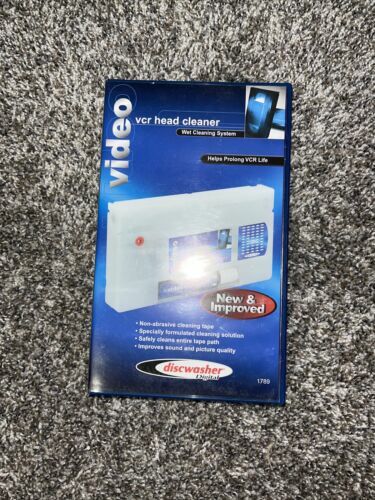 video
vcr head cleaner
Wet Cleaning System
Helps Prolong VCR Life
New &
Improved
• Non-abrasive cleaning tape
• Specially formulated cleaning solution
• Safely cleans entire tape path
• Improves sound and picture quality
discwasher
Digital
1789